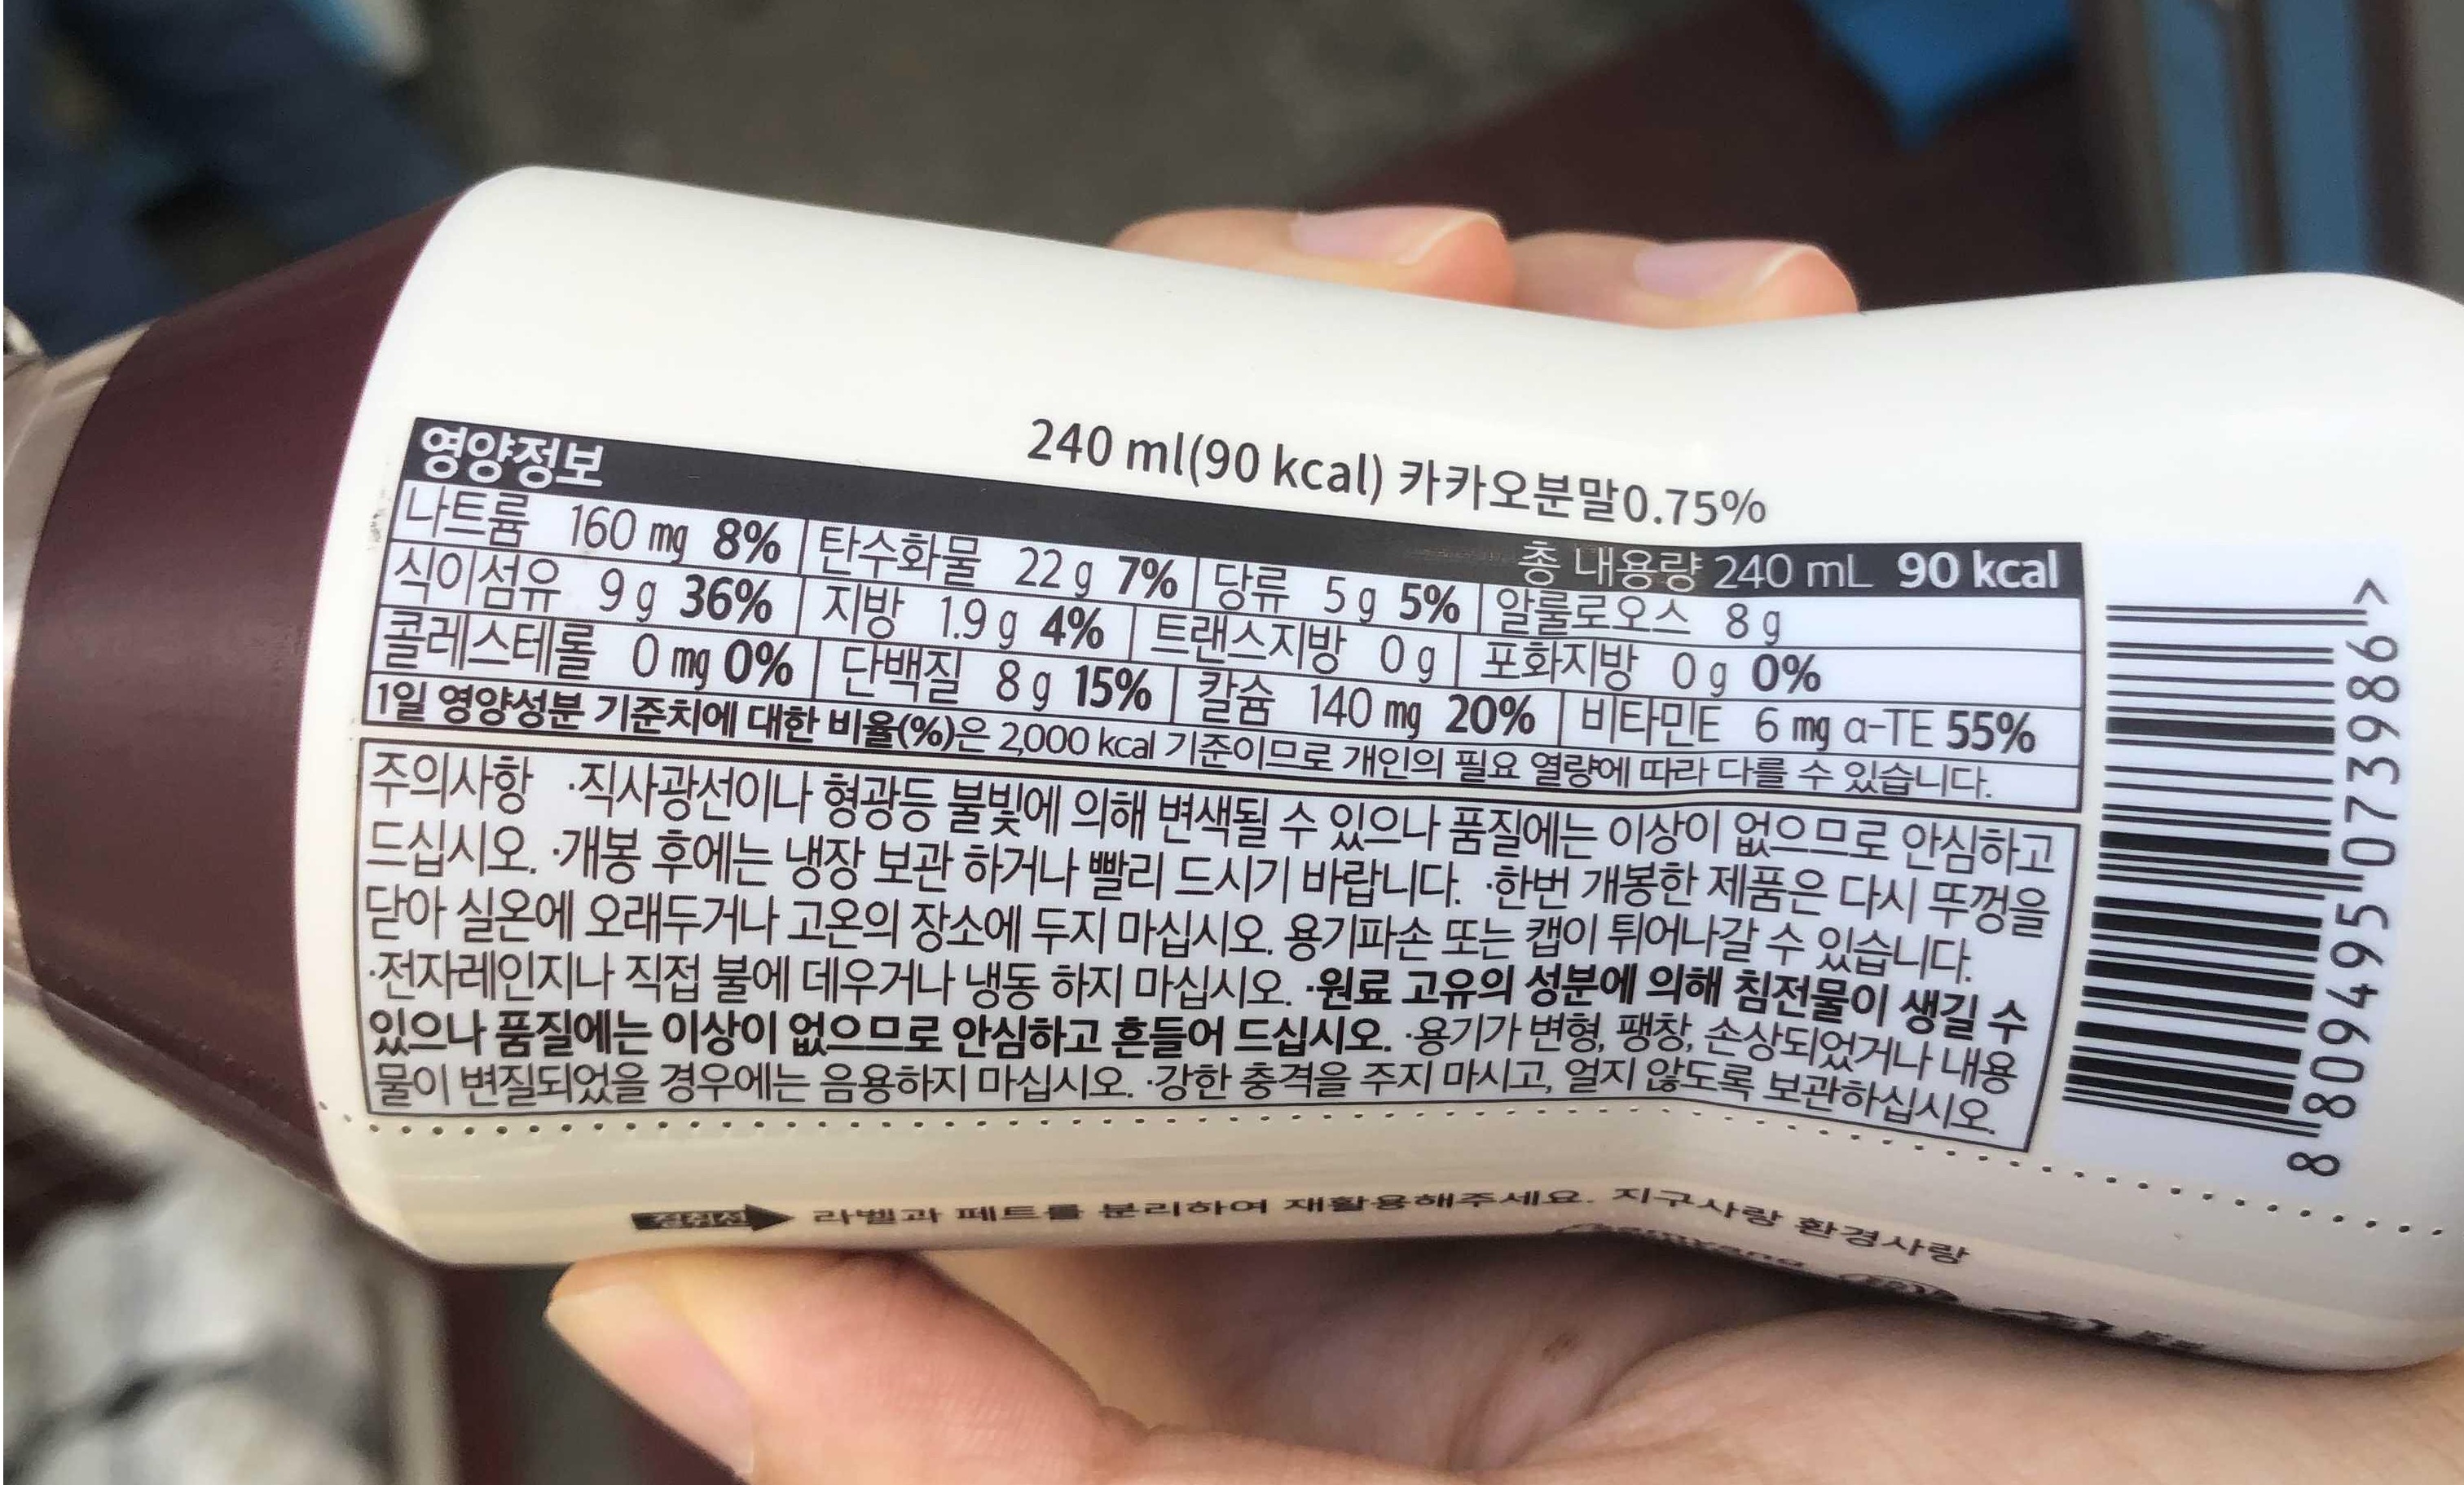 240 ml(90 kcal) 카카오분말0.75%
영양정보 총 내용량 240 mL 90 kcal
나트륨 160 mg 8% 탄수화물 22 g 7% 당류 5 g 5% 알룰로오스 8 g
식이섬유 9 g 36% 지방 1.9 g 4% 트랜스지방 0 g 포화지방 0 g 0%
콜레스테롤 0 mg 0% 단백질 8 g 15% 칼슘 140 mg 20% 비타민E 6 mg α-TE 55%
1일 영양성분 기준치에 대한 비율(%)은 2,000 kcal 기준이므로 개인의 필요 열량에 따라 다를 수 있습니다.
주의사항 ·직사광선이나 형광등 불빛에 의해 변색될 수 있으나 품질에는 이상이 없으므로 안심하고
드십시오. ·개봉 후에는 냉장 보관 하거나 빨리 드시기 바랍니다. ·한번 개봉한 제품은 다시 뚜껑을
닫아 실온에 오래두거나 고온의 장소에 두지 마십시오. 용기파손 또는 캡이 튀어나갈 수 있습니다.
·전자레인지나 직접 불에 데우거나 냉동 하지 마십시오. ·원료 고유의 성분에 의해 침전물이 생길 수
있으나 품질에는 이상이 없으므로 안심하고 흔들어 드십시오. ·용기가 변형, 팽창, 손상되었거나 내용
물이 변질되었을 경우에는 음용하지 마십시오. ·강한 충격을 주지 마시고, 얼지 않도록 보관하십시오.
8 809495 073986 >
절취선 라벨과 페트를 분리하여 재활용해주세요. 지구사랑 환경사랑